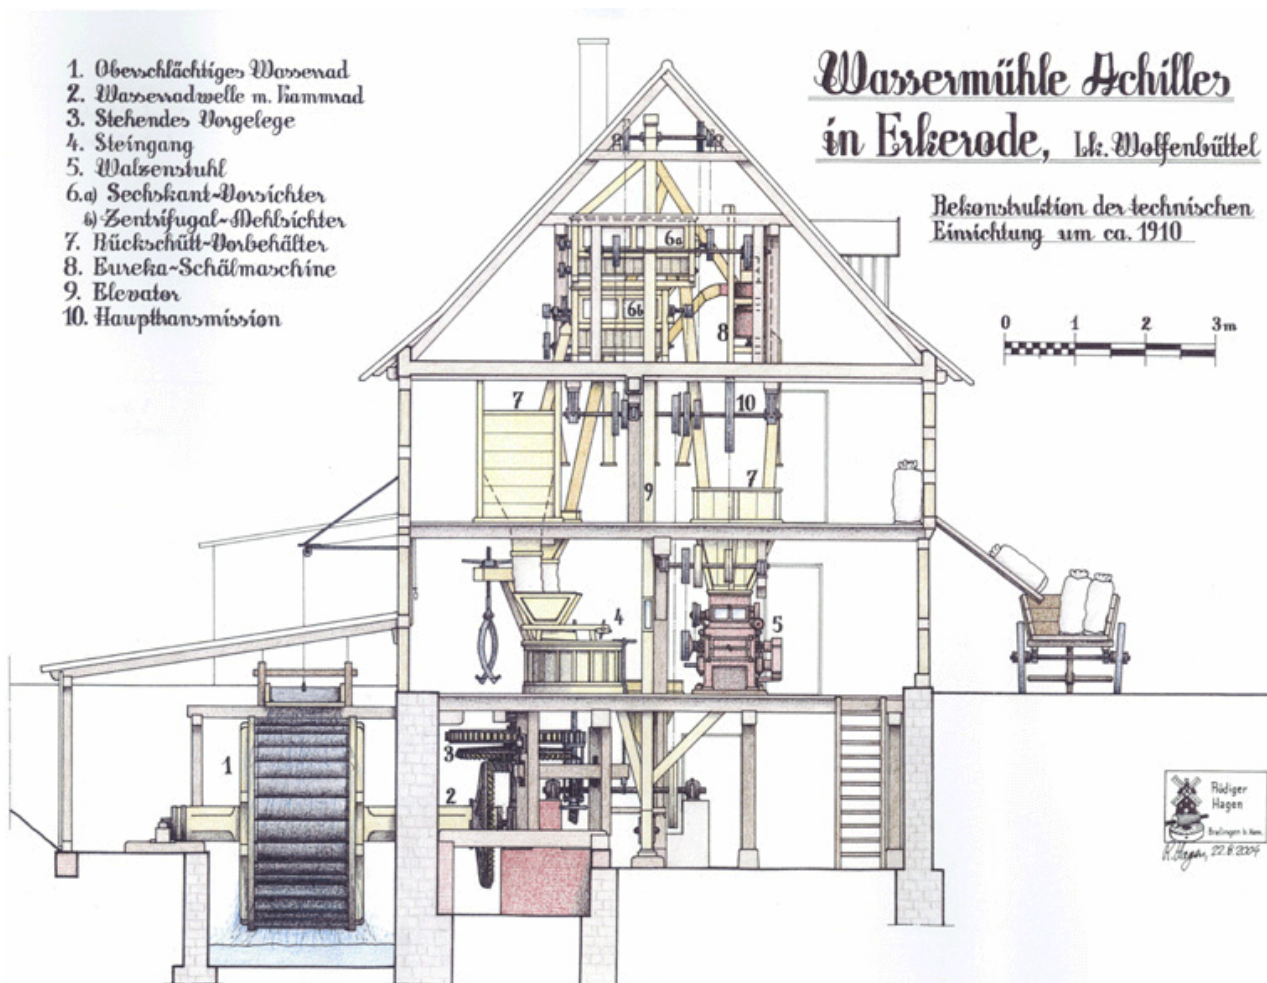 1. Oberschlächtiges Wasserrad
2. Wasserradwelle m. Kammrad
3. Stehendes Vorgelege
4. Steingang
5. Walzenstuhl
6.a) Sechskant-Vorsichter
b) Zentrifugal-Mehlsichter
7. Rückschütt-Vorbehälter
8. Eureka-Schälmaschine
9. Elevator
10. Haupttransmission
Wassermühle Achilles
in Erkerode, Lk. Wolfenbüttel
Rekonstruktion der technischen
Einrichtung um ca. 1910
0 1 2 3m
6a
6b
8
7
10
9
7
4
5
1
3
2
Rüdiger
Hagen
R. Hagen, 22.8.2004